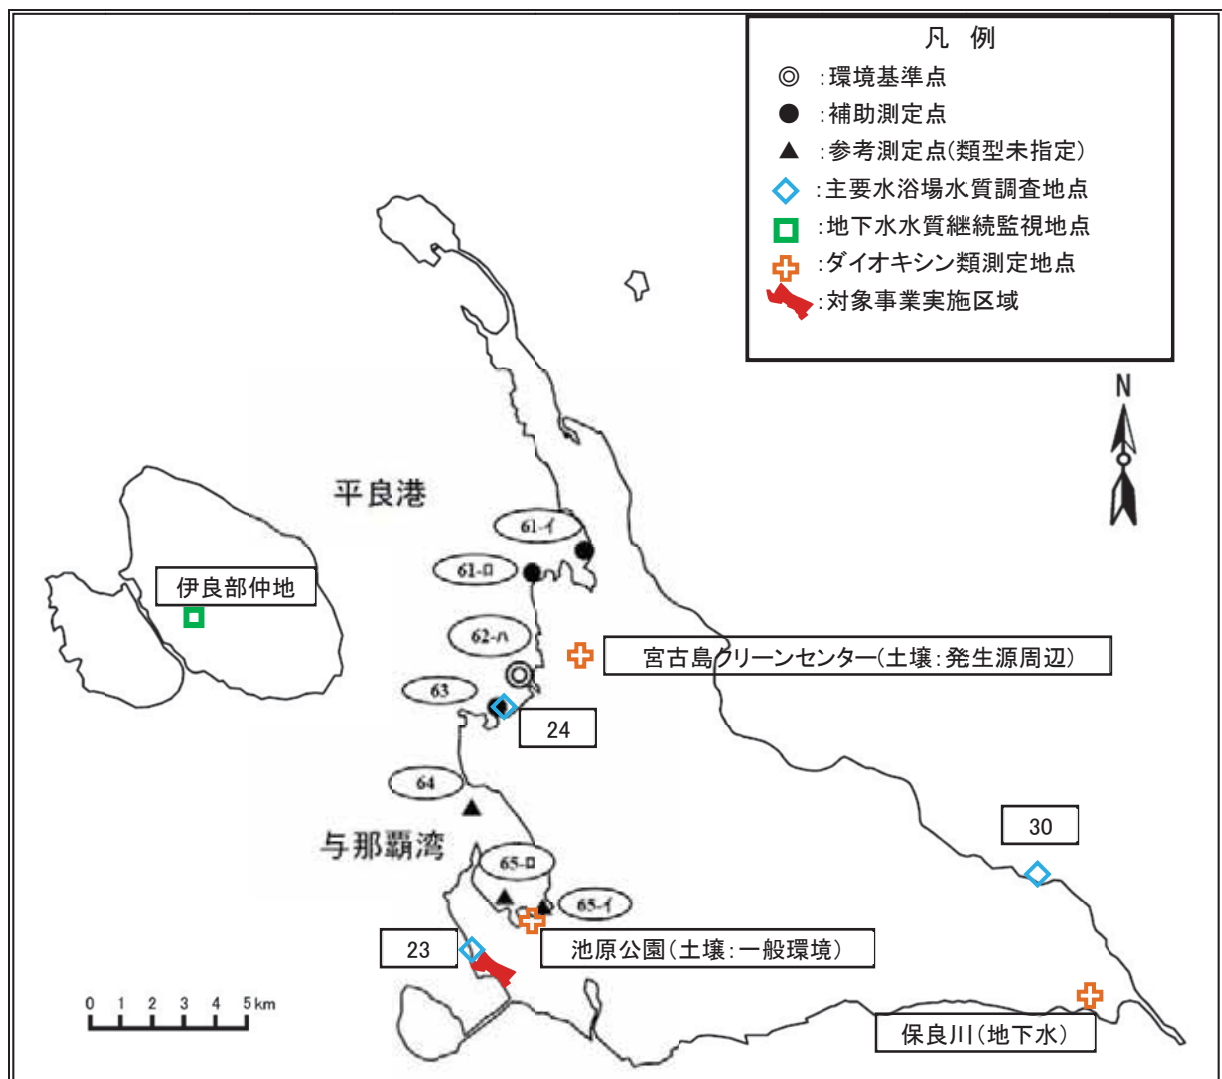 凡 例
:環境基準点
:補助測定点
:参考測定点(類型未指定)
:主要水浴場水質調査地点
:地下水水質継続監視地点
:ダイオキシン類測定地点
:対象事業実施区域
N
平良港
61-イ
61-ロ
伊良部仲地
62-ハ
宮古島クリーンセンター(土壌:発生源周辺)
63
24
64
30
与那覇湾
65-ロ
65-イ
23
池原公園(土壌:一般環境)
0 1 2 3 4 5km
保良川(地下水)